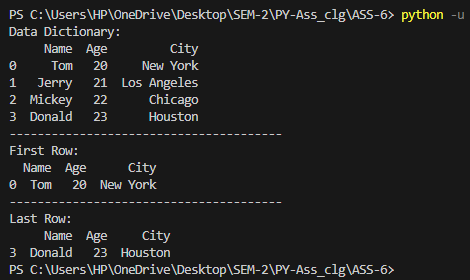 PS C:\Users\HP\OneDrive\Desktop\SEM-2\PY-Ass_clg\ASS-6> python -u
Data Dictionary:
     Name  Age         City
0     Tom   20     New York
1   Jerry   21  Los Angeles
2  Mickey   22      Chicago
3  Donald   23      Houston
-------------------------------------
First Row:
  Name  Age      City
0  Tom   20  New York
-------------------------------------
Last Row:
     Name  Age     City
3  Donald   23  Houston
PS C:\Users\HP\OneDrive\Desktop\SEM-2\PY-Ass_clg\ASS-6>